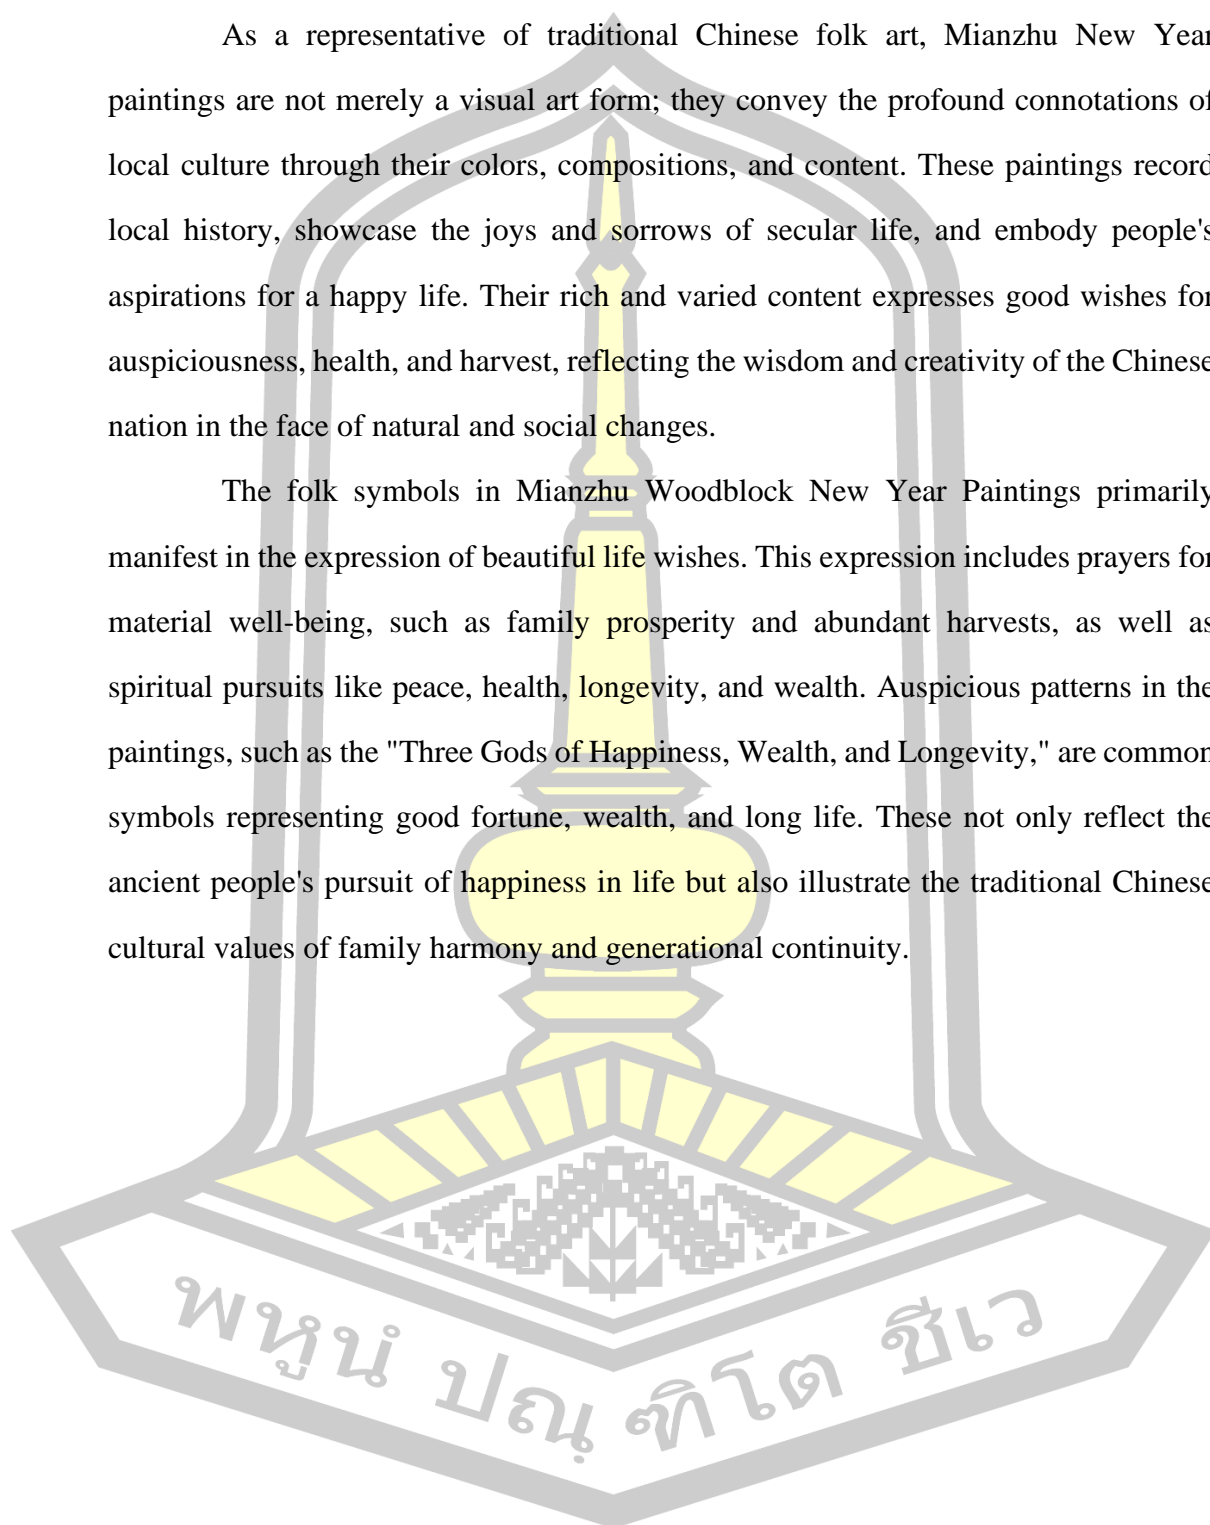 As a representative of traditional Chinese folk art, Mianzhu New Year
paintings are not merely a visual art form; they convey the profound connotations of
local culture through their colors, compositions, and content. These paintings record
local history, showcase the joys and sorrows of secular life, and embody people's
aspirations for a happy life. Their rich and varied content expresses good wishes for
auspiciousness, health, and harvest, reflecting the wisdom and creativity of the Chinese
nation in the face of natural and social changes.
The folk symbols in Mianzhu Woodblock New Year Paintings primarily
manifest in the expression of beautiful life wishes. This expression includes prayers for
material well-being, such as family prosperity and abundant harvests, as well as
spiritual pursuits like peace, health, longevity, and wealth. Auspicious patterns in the
paintings, such as the "Three Gods of Happiness, Wealth, and Longevity," are common
symbols representing good fortune, wealth, and long life. These not only reflect the
ancient people's pursuit of happiness in life but also illustrate the traditional Chinese
cultural values of family harmony and generational continuity.
พหูนํ ปณฺ ฑิโต ชีเว